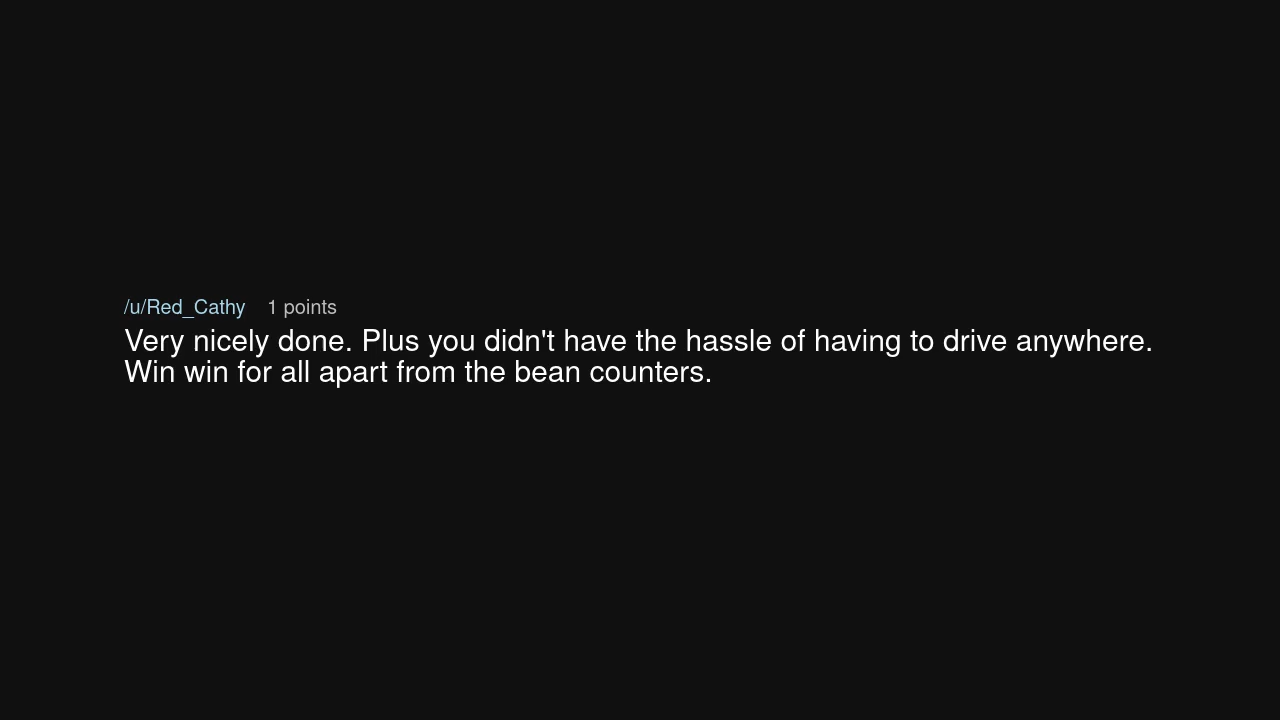 /u/Red_Cathy 1 points
Very nicely done. Plus you didn't have the hassle of having to drive anywhere.
Win win for all apart from the bean counters.